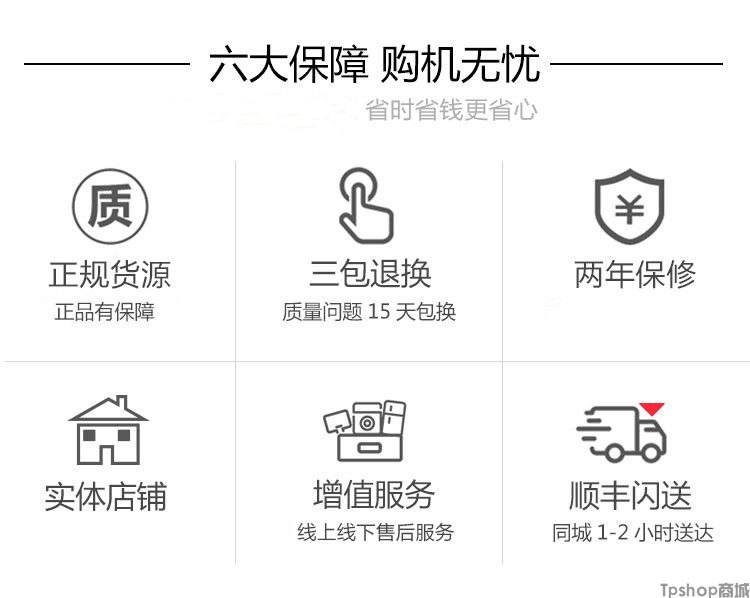 六大保障 购机无忧
省时省钱更省心
质
正规货源
正品有保障
三包退换
质量问题 15 天包换
¥
两年保修
实体店铺
增值服务
线上线下售后服务
顺丰闪送
同城 1-2 小时送达
Tpshop商城